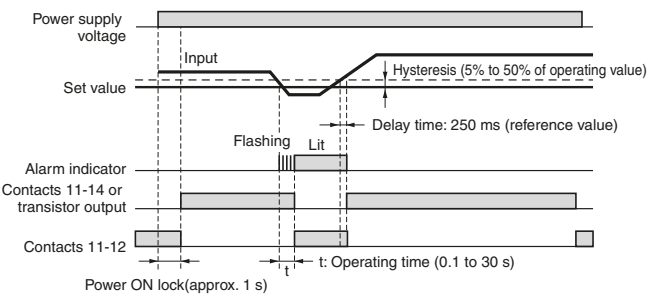 Power supply
voltage
Input
Hysteresis (5% to 50% of operating value)
Set value
Delay time: 250 ms (reference value)
Flashing
Lit
Alarm indicator
Contacts 11-14 or
transistor output
Contacts 11-12
t
t: Operating time (0.1 to 30 s)
Power ON lock(approx. 1 s)